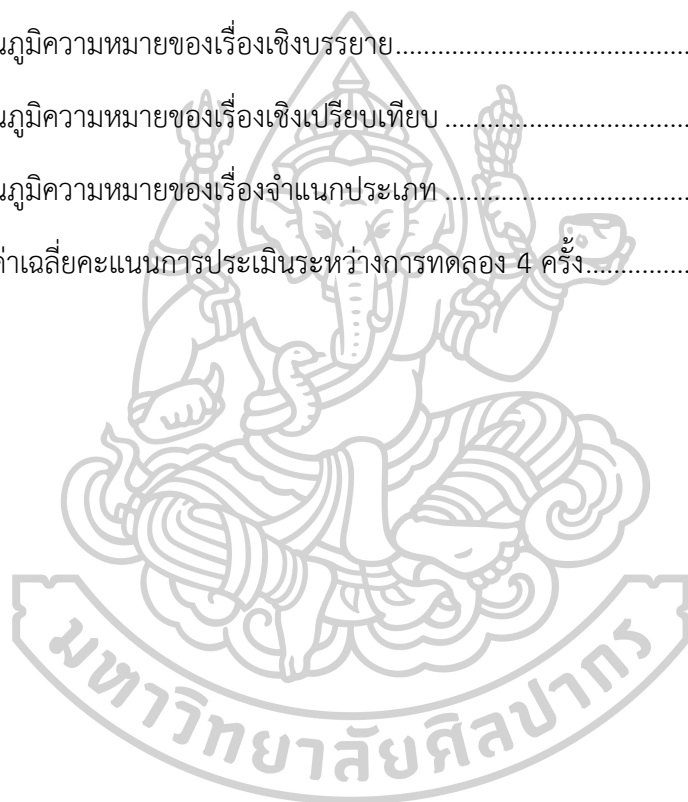 นภูมิความหมายของเรื่องเชิงบรรยาย.......................................
นภูมิความหมายของเรื่องเชิงเปรียบเทียบ.................................
นภูมิความหมายของเรื่องจำแนกประเภท.................................
ค่าเฉลี่ยคะแนนการประเมินระหว่างการทดลอง 4 ครั้ง...............
มหาวิทยาลัยศิลปากร